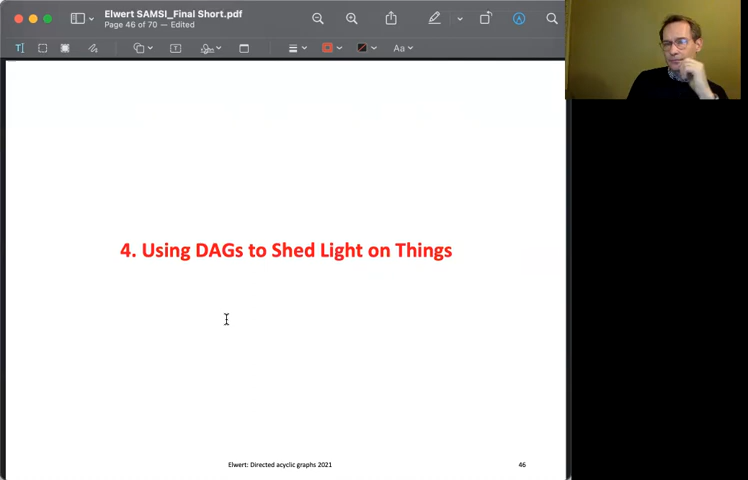 Elwert SAMSI_Final Short.pdf
Page 46 of 70 — Edited
Aa
4. Using DAGs to Shed Light on Things
Elwert: Directed acyclic graphs 2021
46